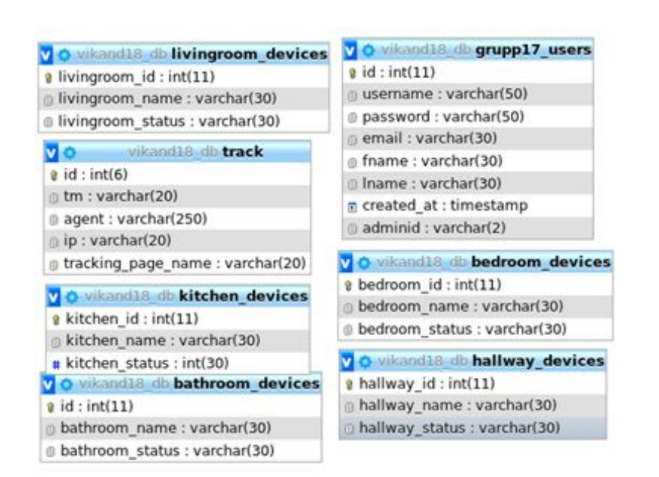 vikand18_db livingroom_devices
livingroom_id : int(11)
livingroom_name : varchar(30)
livingroom_status : varchar(30)
vikand18_db track
id : int(6)
tm : varchar(20)
agent : varchar(250)
ip : varchar(20)
tracking_page_name : varchar(20)
vikand18_db kitchen_devices
kitchen_id : int(11)
kitchen_name : varchar(30)
# kitchen_status : int(30)
vikand18_db bathroom_devices
id : int(11)
bathroom_name : varchar(30)
bathroom_status : varchar(30)
vikand18_db grupp17_users
id : int(11)
username : varchar(50)
password : varchar(50)
email : varchar(30)
fname : varchar(30)
lname : varchar(30)
created_at : timestamp
adminid : varchar(2)
vikand18_db bedroom_devices
bedroom_id : int(11)
bedroom_name : varchar(30)
bedroom_status : varchar(30)
vikand18_db hallway_devices
hallway_id : int(11)
hallway_name : varchar(30)
hallway_status : varchar(30)